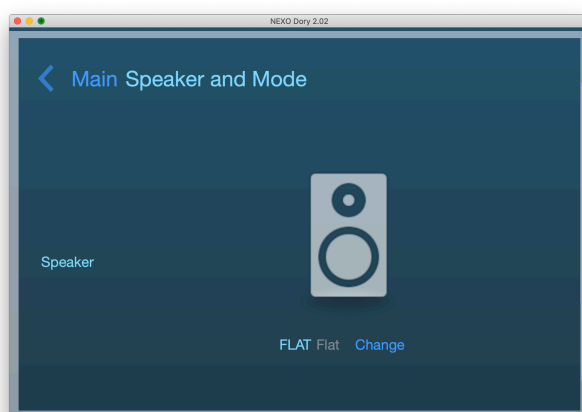 NEXO Dory 2.02
Main Speaker and Mode
Speaker
FLAT Flat Change